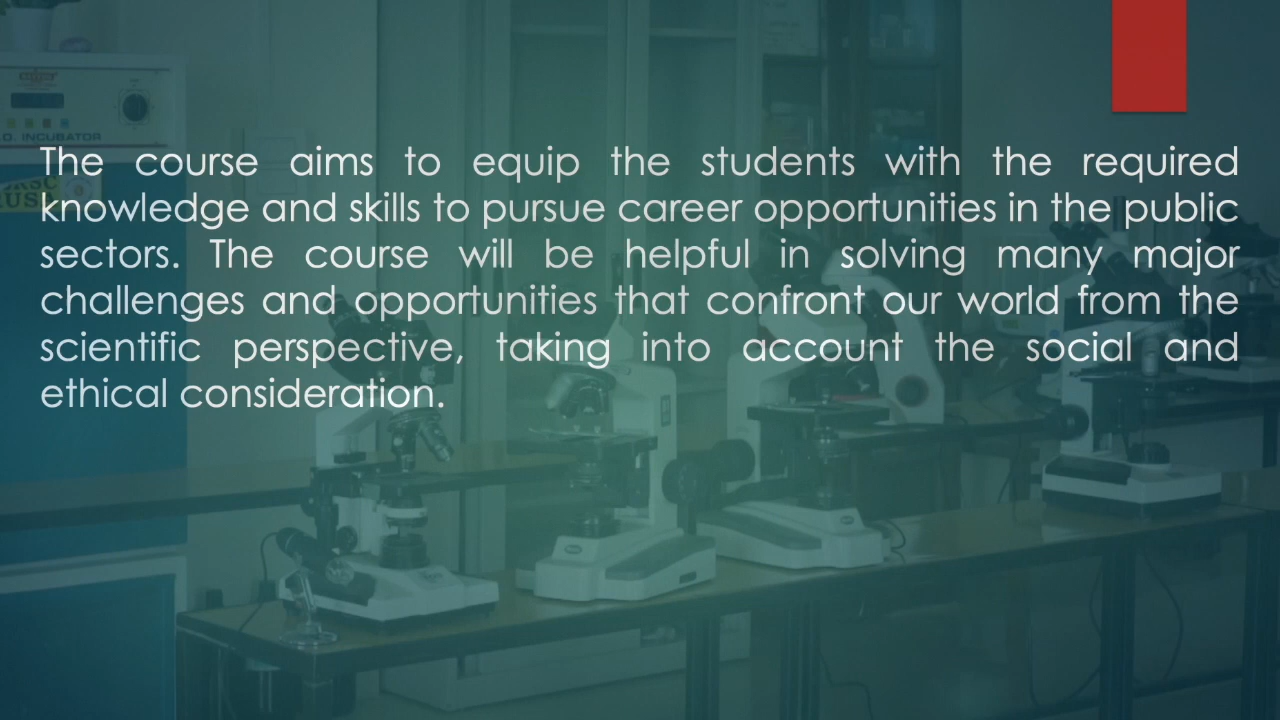 O. INCUBATOR
The course aims to equip the students with the required
knowledge and skills to pursue career opportunities in the public
sectors. The course will be helpful in solving many major
challenges and opportunities that confront our world from the
scientific perspective, taking into account the social and
ethical consideration.